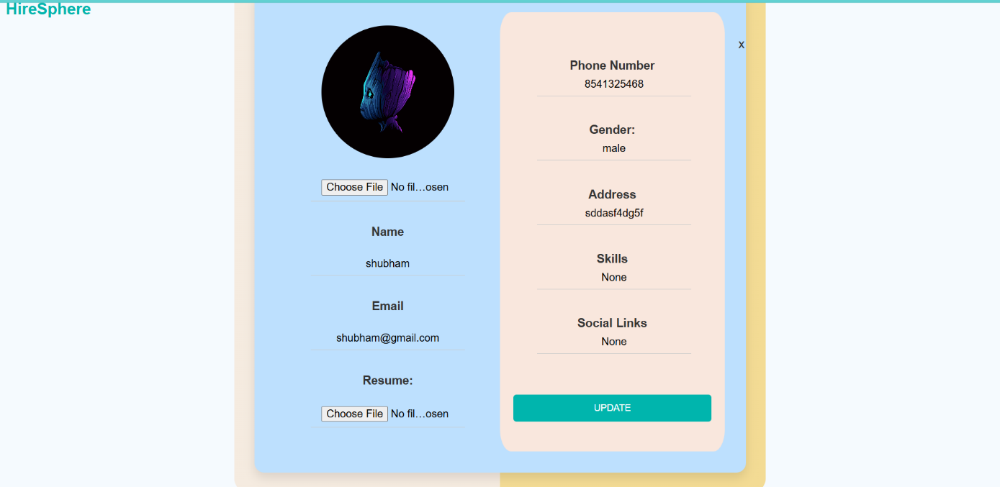 HireSphere
x
Choose File No fil…osen
Name
shubham
Email
shubham@gmail.com
Resume:
Choose File No fil…osen
Phone Number
8541325468
Gender:
male
Address
sddasf4dg5f
Skills
None
Social Links
None
UPDATE